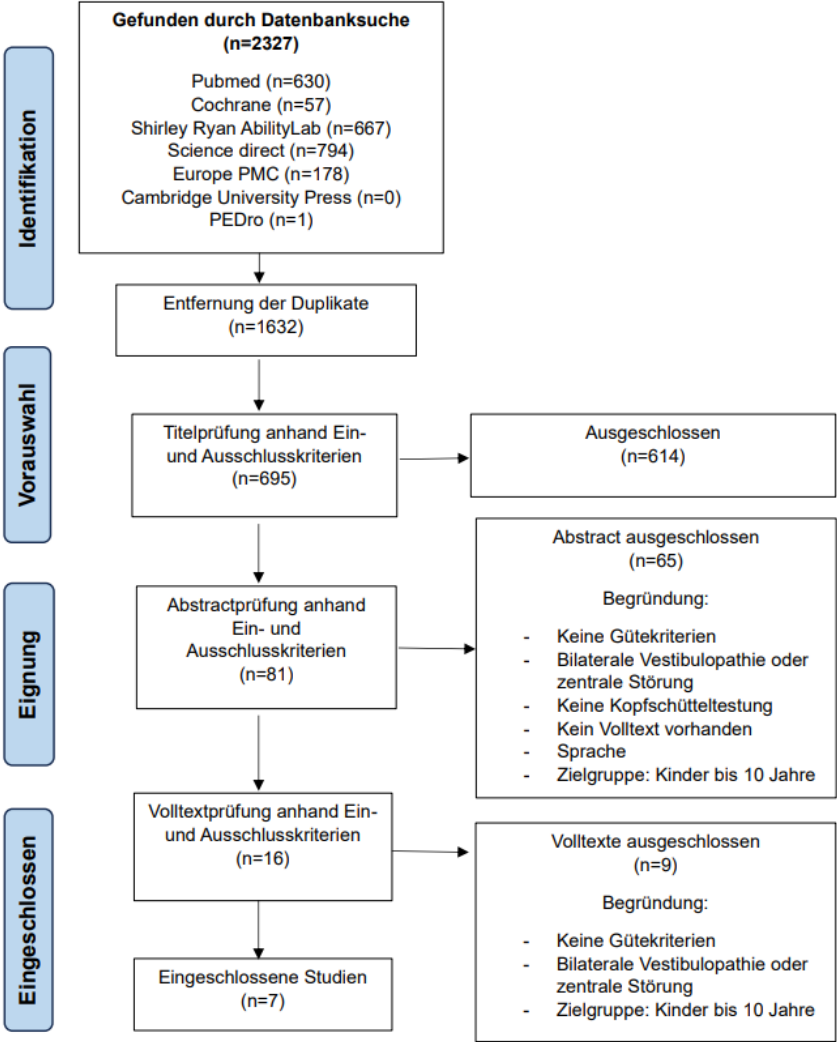 Identifikation
Gefunden durch Datenbanksuche
(n=2327)
Pubmed (n=630)
Cochrane (n=57)
Shirley Ryan AbilityLab (n=667)
Science direct (n=794)
Europe PMC (n=178)
Cambridge University Press (n=0)
PEDro (n=1)
Entfernung der Duplikate
(n=1632)
Vorauswahl
Titelprüfung anhand Ein-
und Ausschlusskriterien
(n=695)
Ausgeschlossen
(n=614)
Eignung
Abstractprüfung anhand
Ein- und
Ausschlusskriterien
(n=81)
Abstract ausgeschlossen
(n=65)
Begründung:
- Keine Gütekriterien
- Bilaterale Vestibulopathie oder
zentrale Störung
- Keine Kopfschütteltestung
- Kein Volltext vorhanden
- Sprache
- Zielgruppe: Kinder bis 10 Jahre
Eingeschlossen
Volltextprüfung anhand Ein-
und Ausschlusskriterien
(n=16)
Volltexte ausgeschlossen
(n=9)
Begründung:
- Keine Gütekriterien
- Bilaterale Vestibulopathie oder
zentrale Störung
- Zielgruppe: Kinder bis 10 Jahre
Eingeschlossene Studien
(n=7)